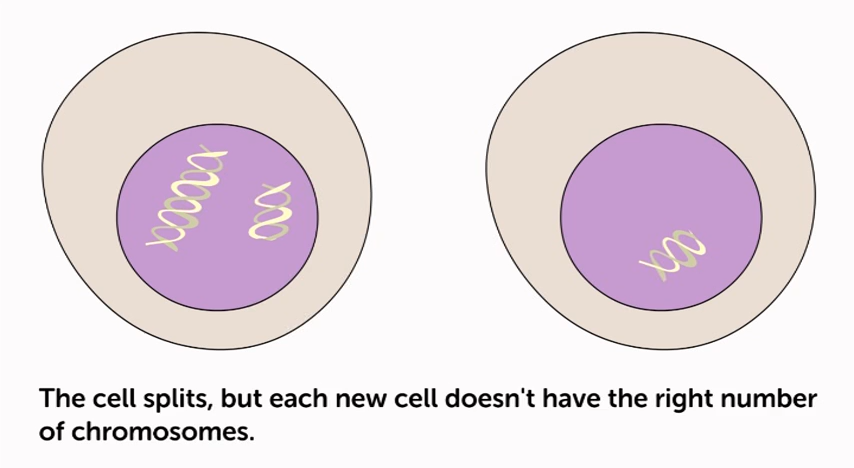 The cell splits, but each new cell doesn't have the right number
of chromosomes.